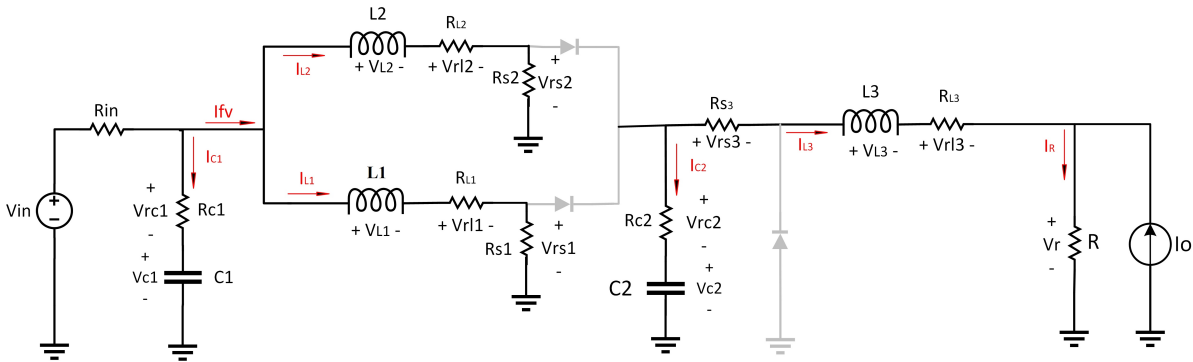 L2
RL2
IL2
+ VL2 -
+ Vrl2 -
Rs2
+
Vrs2
-
Rin
Ifv
IC1
L1
RL1
IL1
+ VL1 -
+ Vrl1 -
Rs1
+
Vrs1
-
Vin
+
-
+
Vrc1
-
Rc1
+
Vc1
-
C1
Rs3
+ Vrs3 -
IC2
Rc2
+
Vrc2
-
C2
+
Vc2
-
L3
RL3
IL3
+ VL3 -
+ Vrl3 -
IR
+
Vr
-
R
Io